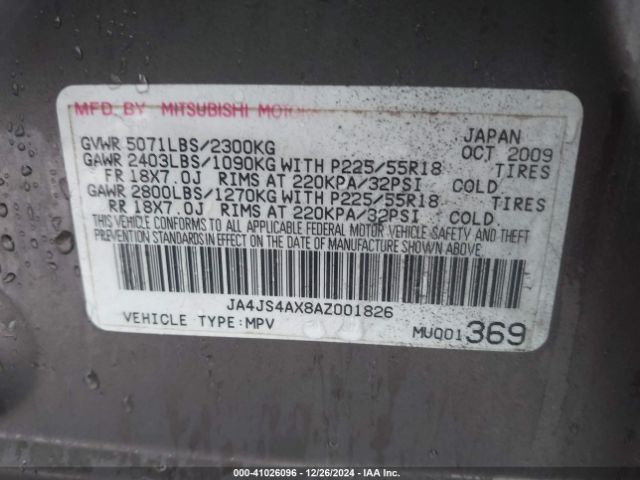 MFD BY MITSUBISHI MOTOR
JAPAN
GVWR 5071LBS/2300KG OCT 2009
GAWR 2403LBS/1090KG WITH P225/55R18 TIRES
FR 18X7.0J RIMS AT 220KPA/32PSI COLD
GAWR 2800LBS/1270KG WITH P225/55R18 TIRES
RR 18X7.0J RIMS AT 220KPA/32PSI COLD
THIS VEHICLE CONFORMS TO ALL APPLICABLE FEDERAL MOTOR VEHICLE SAFETY AND THEFT
PREVENTION STANDARDS IN EFFECT ON THE DATE OF MANUFACTURE SHOWN ABOVE.
JA4JS4AX8AZ001826
VEHICLE TYPE:MPV MUQ01 369
000-41026096 - 12/26/2024 - IAA Inc.